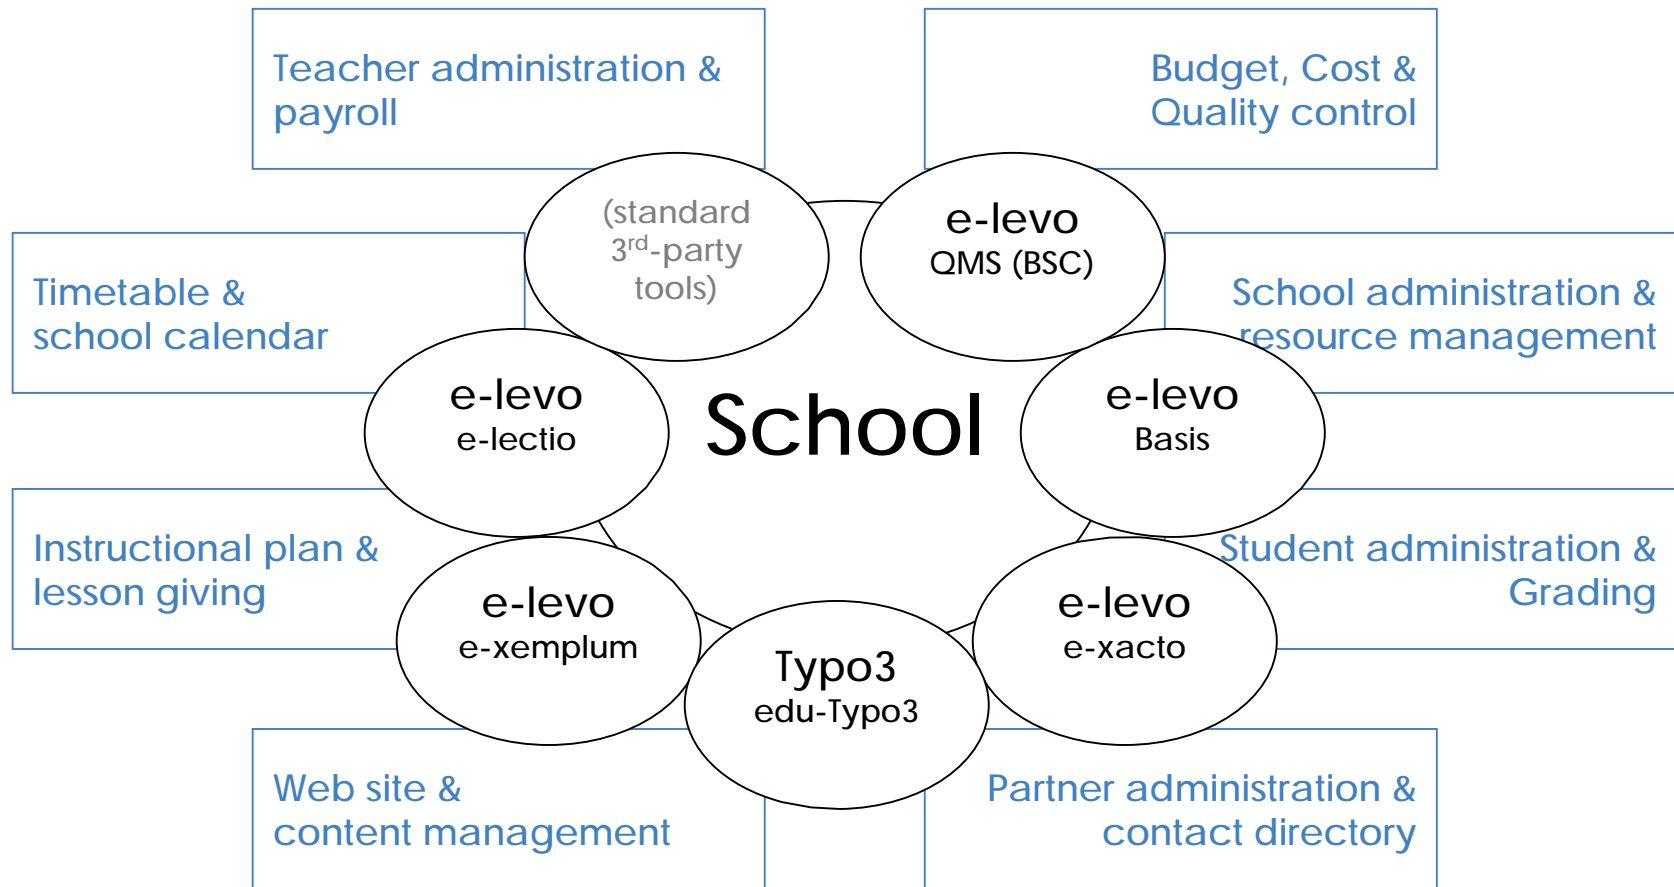 Teacher administration &
payroll
Budget, Cost &
Quality control
(standard
3rd-party
tools)
e-levo
QMS (BSC)
Timetable &
school calendar
School administration &
resource management
e-levo
e-lectio
School
e-levo
Basis
Instructional plan &
lesson giving
Student administration &
Grading
e-levo
e-xemplum
e-levo
e-xacto
Typo3
edu-Typo3
Web site &
content management
Partner administration &
contact directory